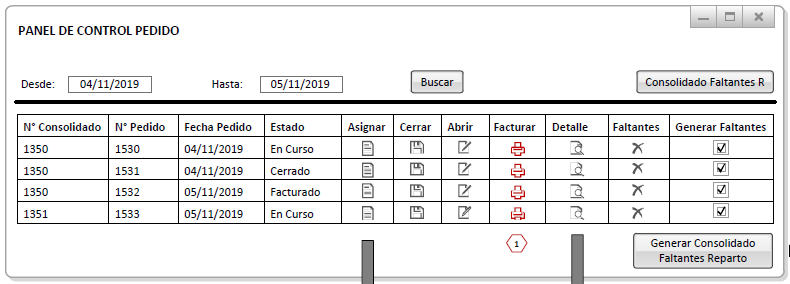 PANEL DE CONTROL PEDIDO
Desde: 04/11/2019 Hasta: 05/11/2019 Buscar Consolidado Faltantes R
N° Consolidado N° Pedido Fecha Pedido Estado Asignar Cerrar Abrir Facturar Detalle Faltantes Generar Faltantes
1350 1530 04/11/2019 En Curso
1350 1531 04/11/2019 Cerrado
1350 1532 05/11/2019 Facturado
1351 1533 05/11/2019 En Curso
1
Generar Consolidado
Faltantes Reparto